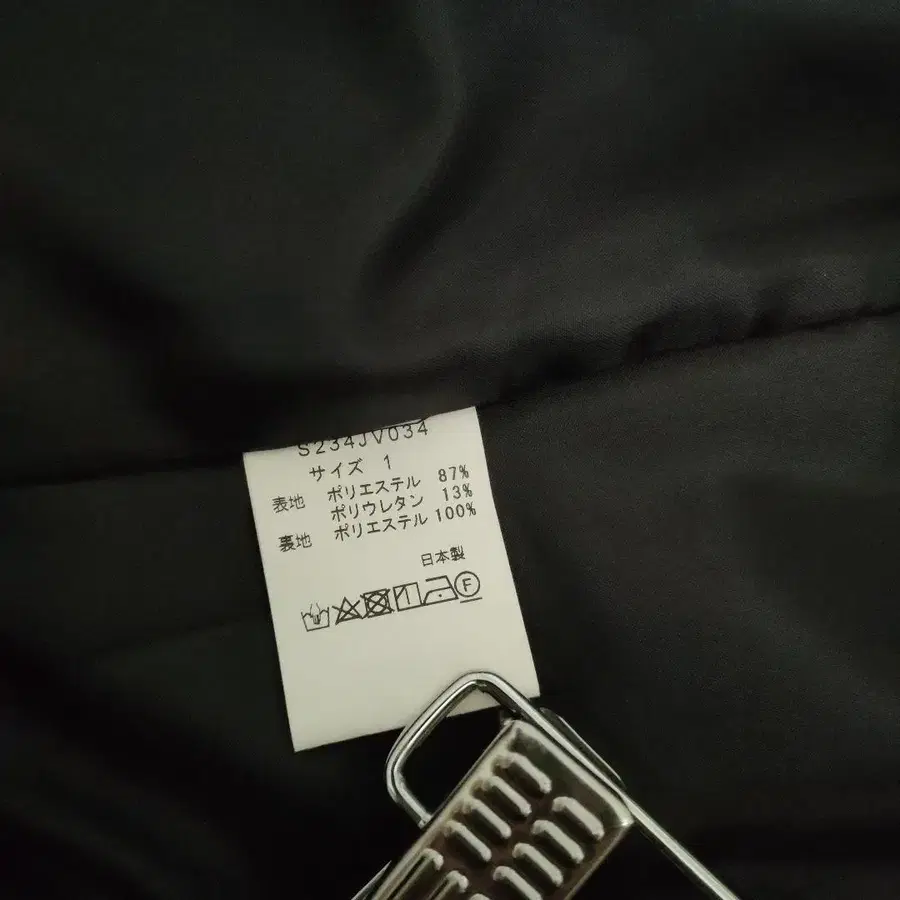 S234JV034
サイズ 1
表地 ポリエステル 87%
ポリウレタン 13%
裏地 ポリエステル 100%
日本製
F